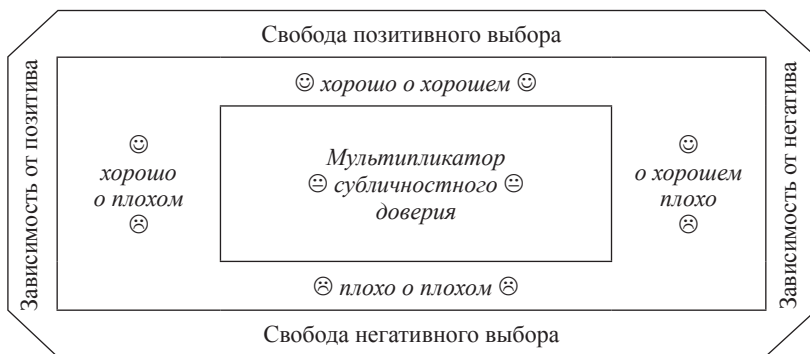 Свобода позитивного выбора
Зависимость от позитива
☺ хорошо о хорошем ☺
☺
хорошо
о плохом
☹
Мультипликатор
😐 субличностного 😐
доверия
☺
о хорошем
плохо
☹
Зависимость от негатива
☹ плохо о плохом ☹
Свобода негативного выбора